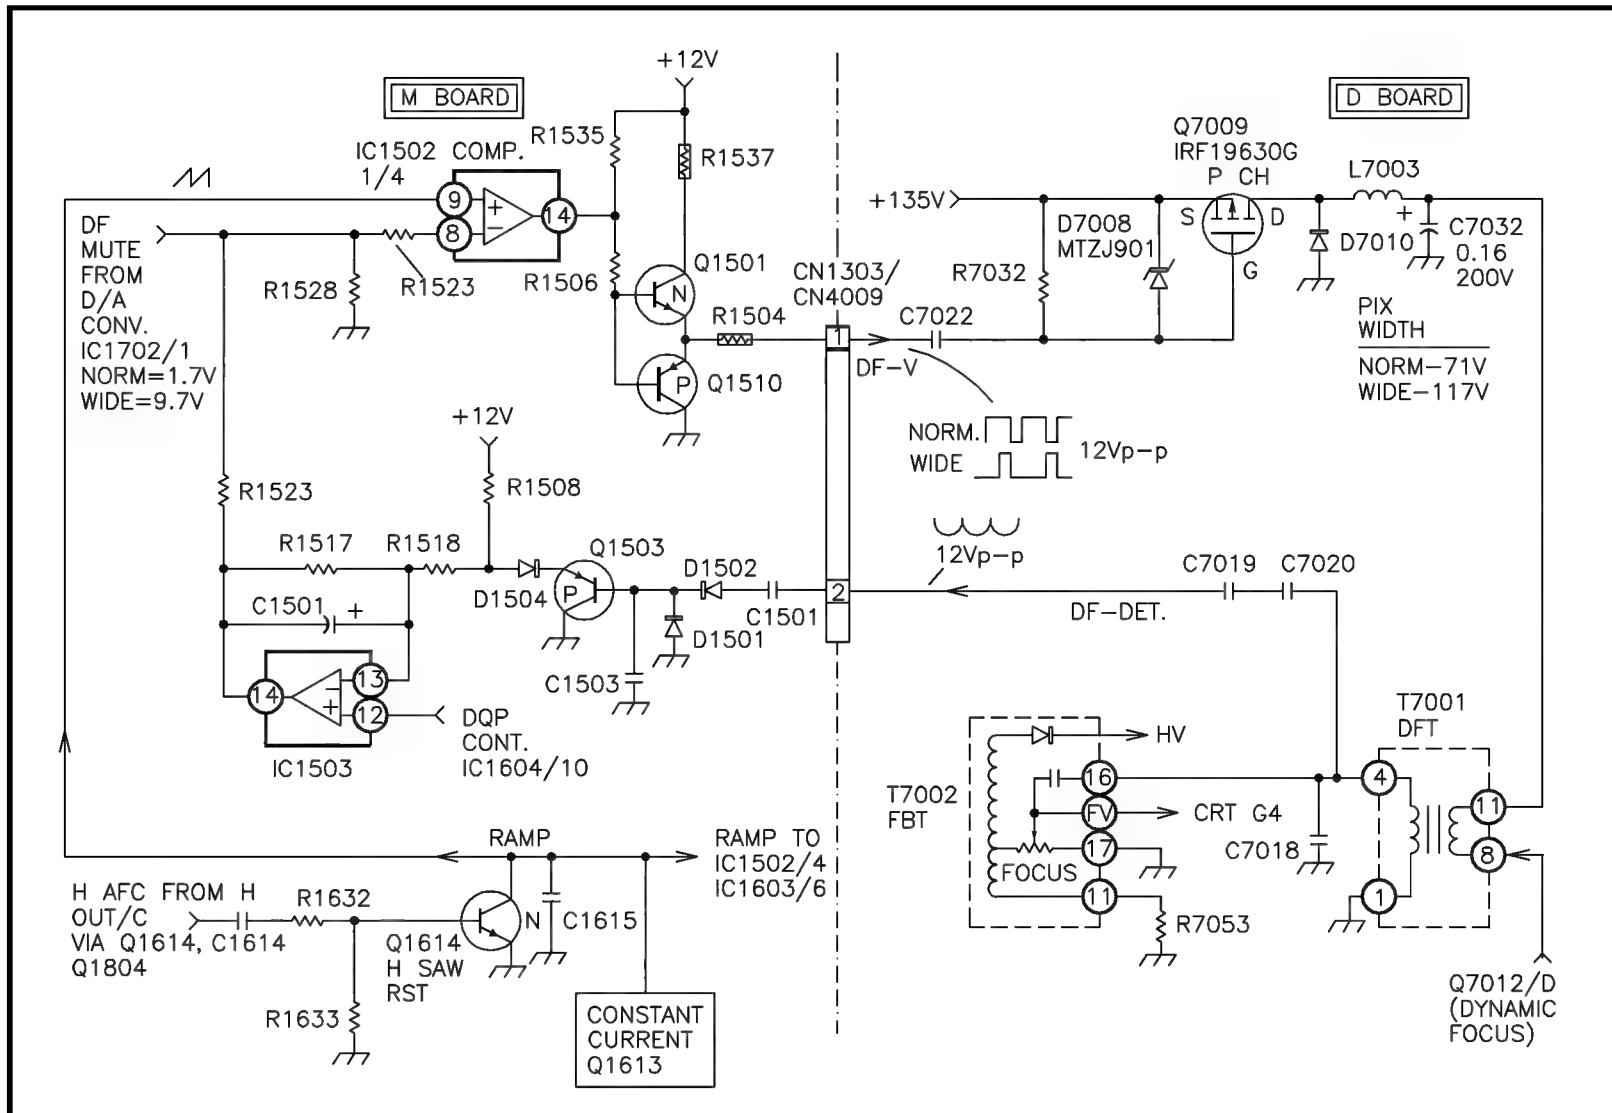 M BOARD
D BOARD
+12V
R1535
R1537
IC1502 COMP.
1/4
9
8
14
+
−
DF
MUTE
FROM
D/A
CONV.
IC1702/1
NORM=1.7V
WIDE=9.7V
R1528
R1523
R1506
Q1501
N
R1504
Q1510
P
CN1303/
CN4009
1
DF-V
C7022
+135V
R7032
D7008
MTZJ901
Q7009
IRF19630G
P CH
S
D
G
D7010
L7003
+
C7032
0.16
200V
PIX
WIDTH
NORM-71V
WIDE-117V
NORM.
WIDE
12Vp-p
12Vp-p
+12V
R1508
R1523
R1517
R1518
C1501
+
D1504
Q1503
P
D1502
D1501
C1501
C1503
2
DF-DET.
C7019
C7020
14
13
12
−
+
IC1503
DQP
CONT.
IC1604/10
T7002
FBT
HV
16
FV
CRT G4
17
FOCUS
11
R7053
C7018
T7001
DFT
4
1
11
8
Q7012/D
(DYNAMIC
FOCUS)
RAMP
RAMP TO
IC1502/4
IC1603/6
H AFC FROM H
OUT/C
VIA Q1614,
Q1804
C1614
R1632
R1633
Q1614
H SAW
RST
N
C1615
CONSTANT
CURRENT
Q1613